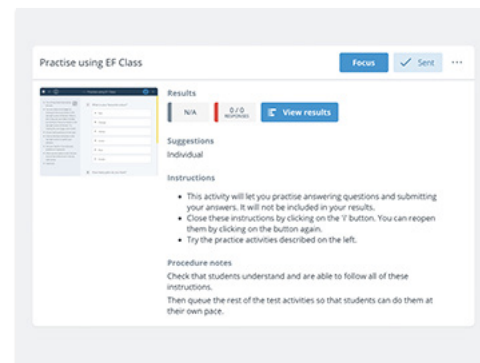 Practise using EF Class
Focus
Sent
Results
N/A
0 / 0
RESPONSES
View results
Suggestions
Individual
Instructions
• This activity will let you practise answering questions and submitting
your answers. It will not be included in your results.
• Close these instructions by clicking on the 'i' button. You can reopen
them by clicking on the button again.
• Try the practice activities described on the left.
Procedure notes
Check that students understand and are able to follow all of these
instructions.
Then queue the rest of the test activities so that students can do them at
their own pace.